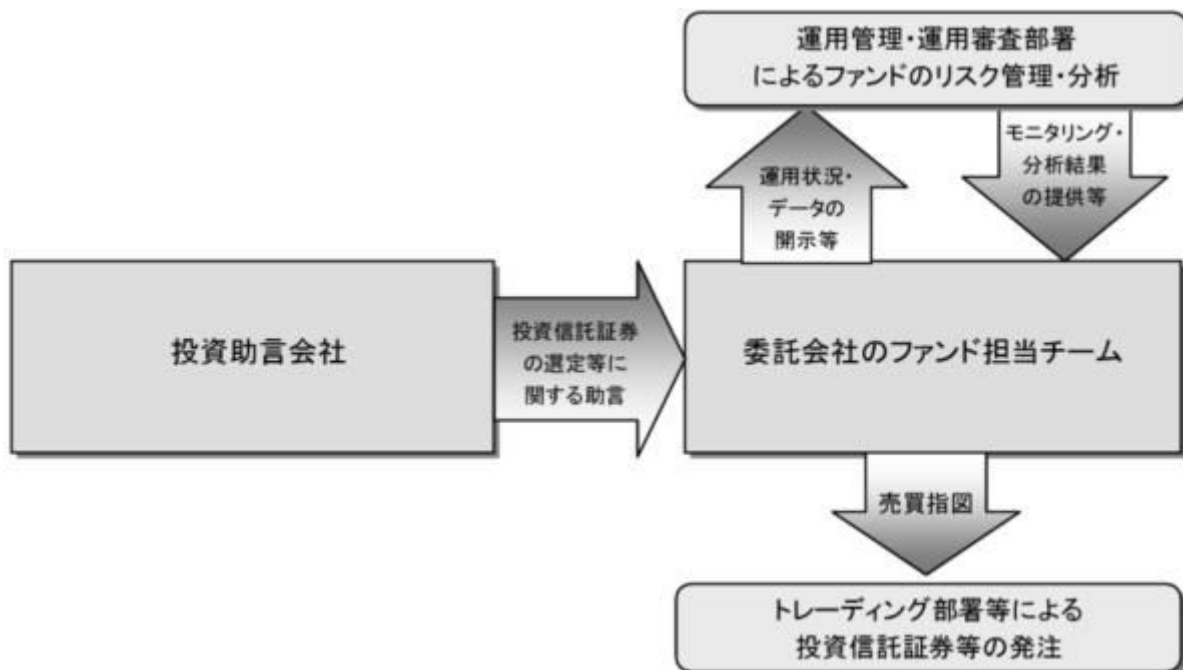 運用管理・運用審査部署
によるファンドのリスク管理・分析
運用状況・
データの
開示等
モニタリング・
分析結果
の提供等
投資助言会社
投資信託証券
の選定等に
関する助言
委託会社のファンド担当チーム
売買指図
トレーディング部署等による
投資信託証券等の発注